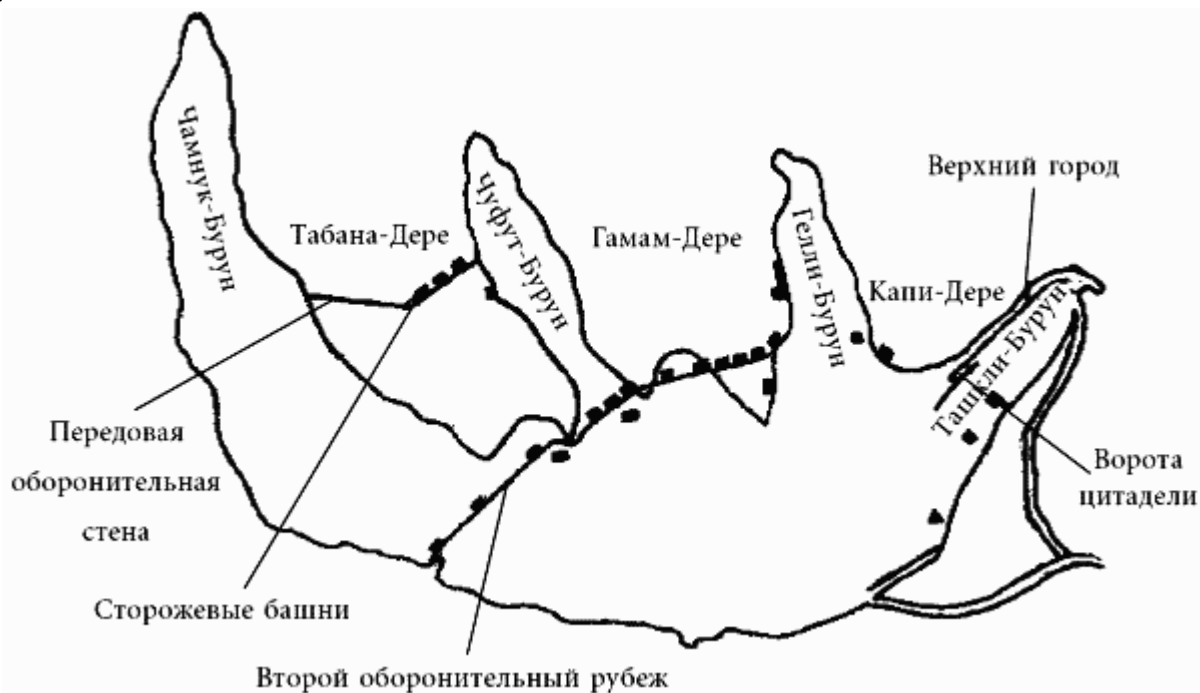 Чамнук-Бурун
Табана-Дере
Чуфут-Бурун
Гамам-Дере
Гелли-Бурун
Капи-Дере
Верхний город
Ташкли-Бурун
Передовая
оборонительная
стена
Ворота
цитадели
Сторожевые башни
Второй оборонительный рубеж